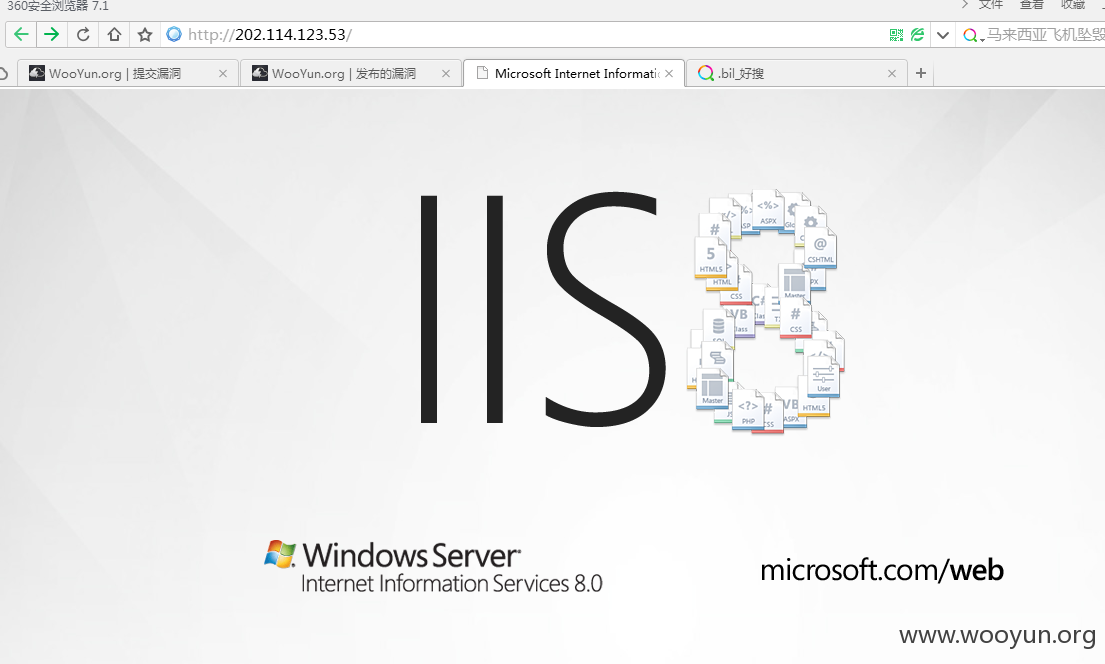 360安全浏览器 7.1
文件 查看 收藏
http://202.114.123.53/
马来西亚飞机坠毁
WooYun.org | 提交漏洞
WooYun.org | 发布的漏洞
Microsoft Internet Informati
.bil_好搜
IIS
<%>
ASPX
#
5
HTML5
@
CSHTML
HTML
CSS
Master
VB
#
CSS
User
Master
<?>
PHP
VB
ASPX
HTML5
Windows Server
Internet Information Services 8.0
microsoft.com/web
www.wooyun.org